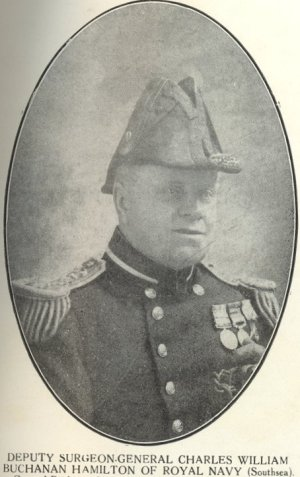 DEPUTY SURGEON-GENERAL CHARLES WILLIAM
BUCHANAN HAMILTON OF ROYAL NAVY (Southsea).